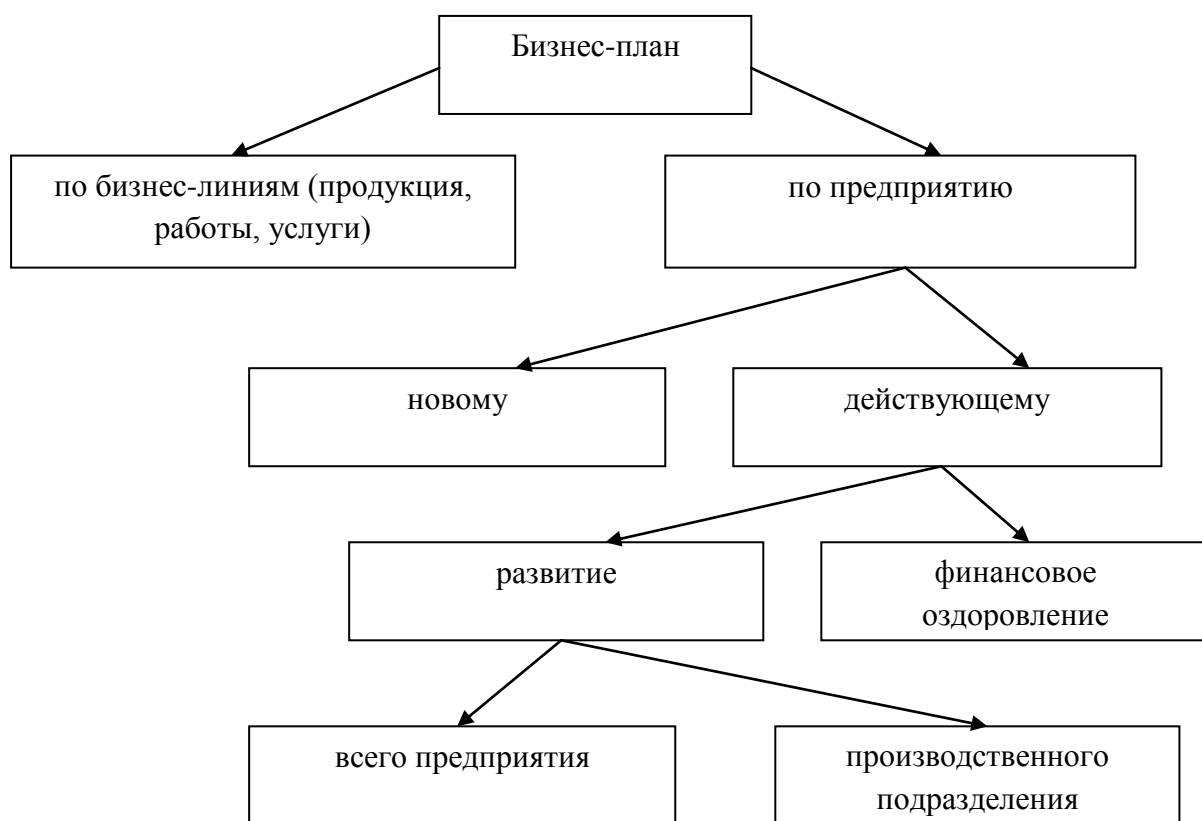 Бизнес-план
по бизнес-линиям (продукция,
работы, услуги)
по предприятию
новому
действующему
развитие
финансовое
оздоровление
всего предприятия
производственного
подразделения